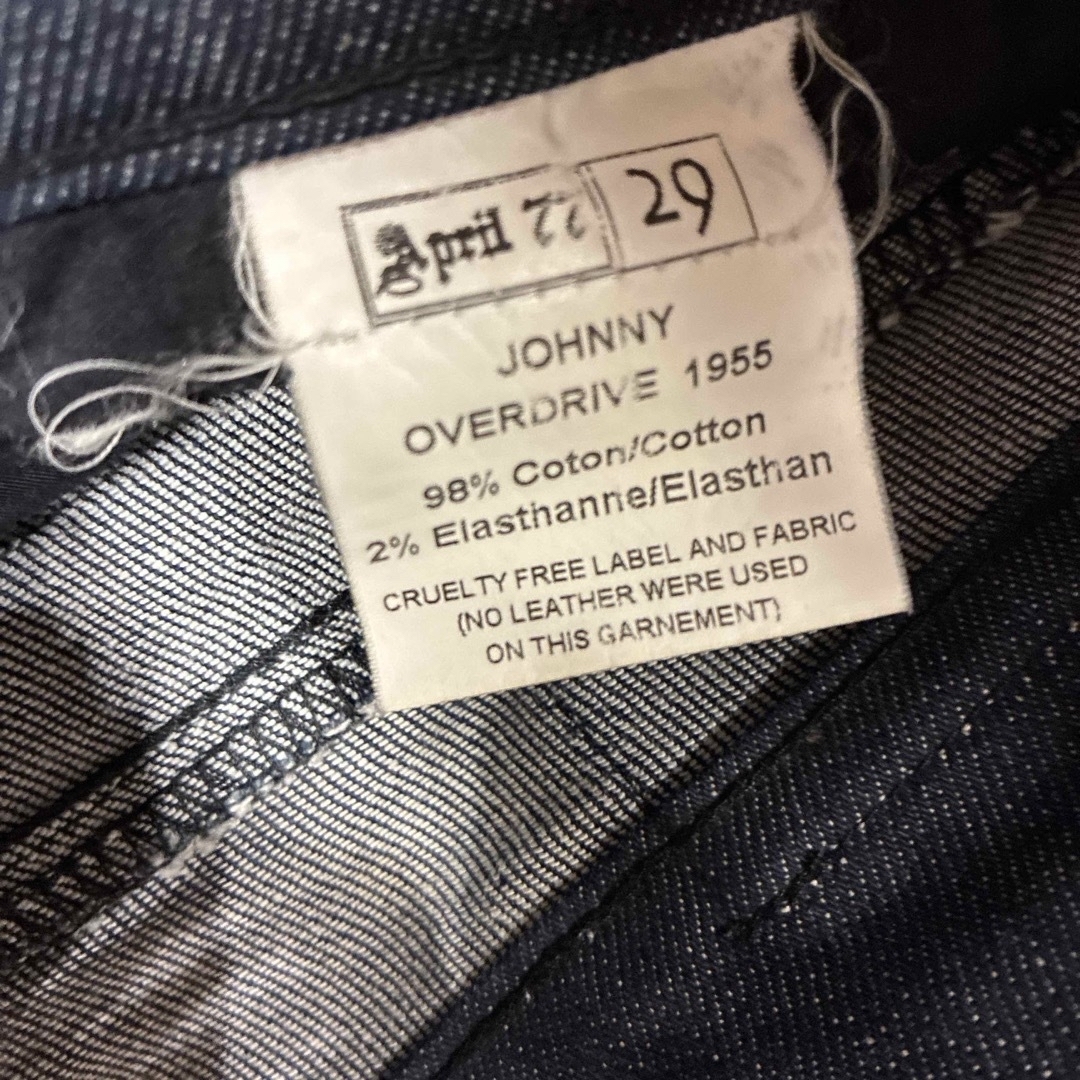 April 77 29
JOHNNY
OVERDRIVE 1955
98% Coton/Cotton
2% Elasthanne/Elasthan
CRUELTY FREE LABEL AND FABRIC
(NO LEATHER WERE USED
ON THIS GARNEMENT)